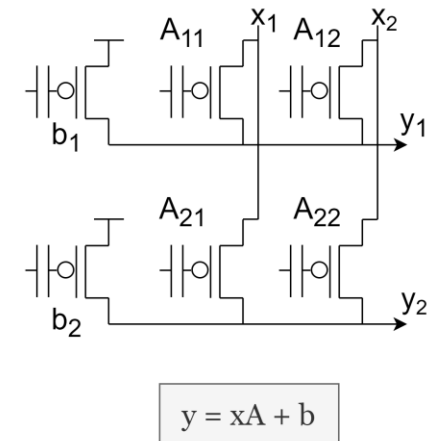 x₁ x₂
A₁₁ A₁₂
b₁ y₁
A₂₁ A₂₂
b₂ y₂
y = xA + b